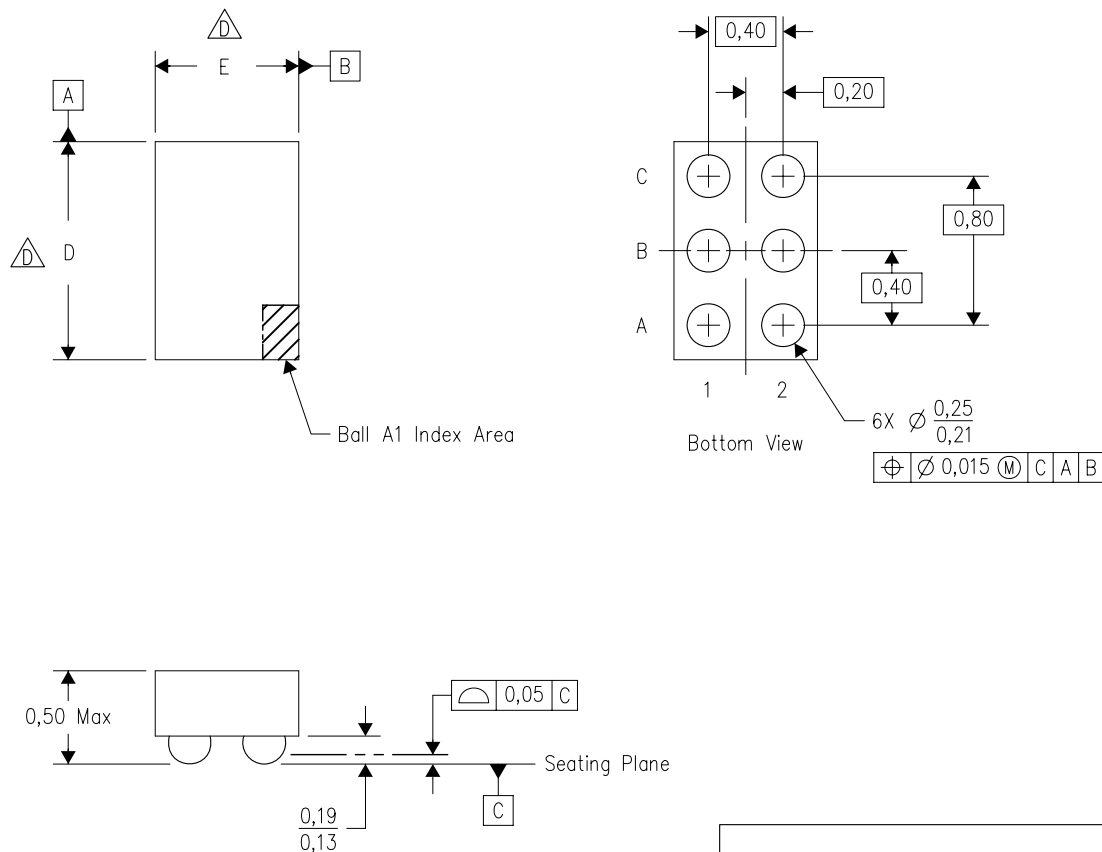 D
E
B
A
D
D
Ball A1 Index Area
0,40
0,20
C
B
A
0,80
0,40
1 2
6X Ø 0,25
0,21
Bottom View
⌖ Ø 0,015 Ⓜ C A B
0,50 Max
⌓ 0,05 C
Seating Plane
C
0,19
0,13